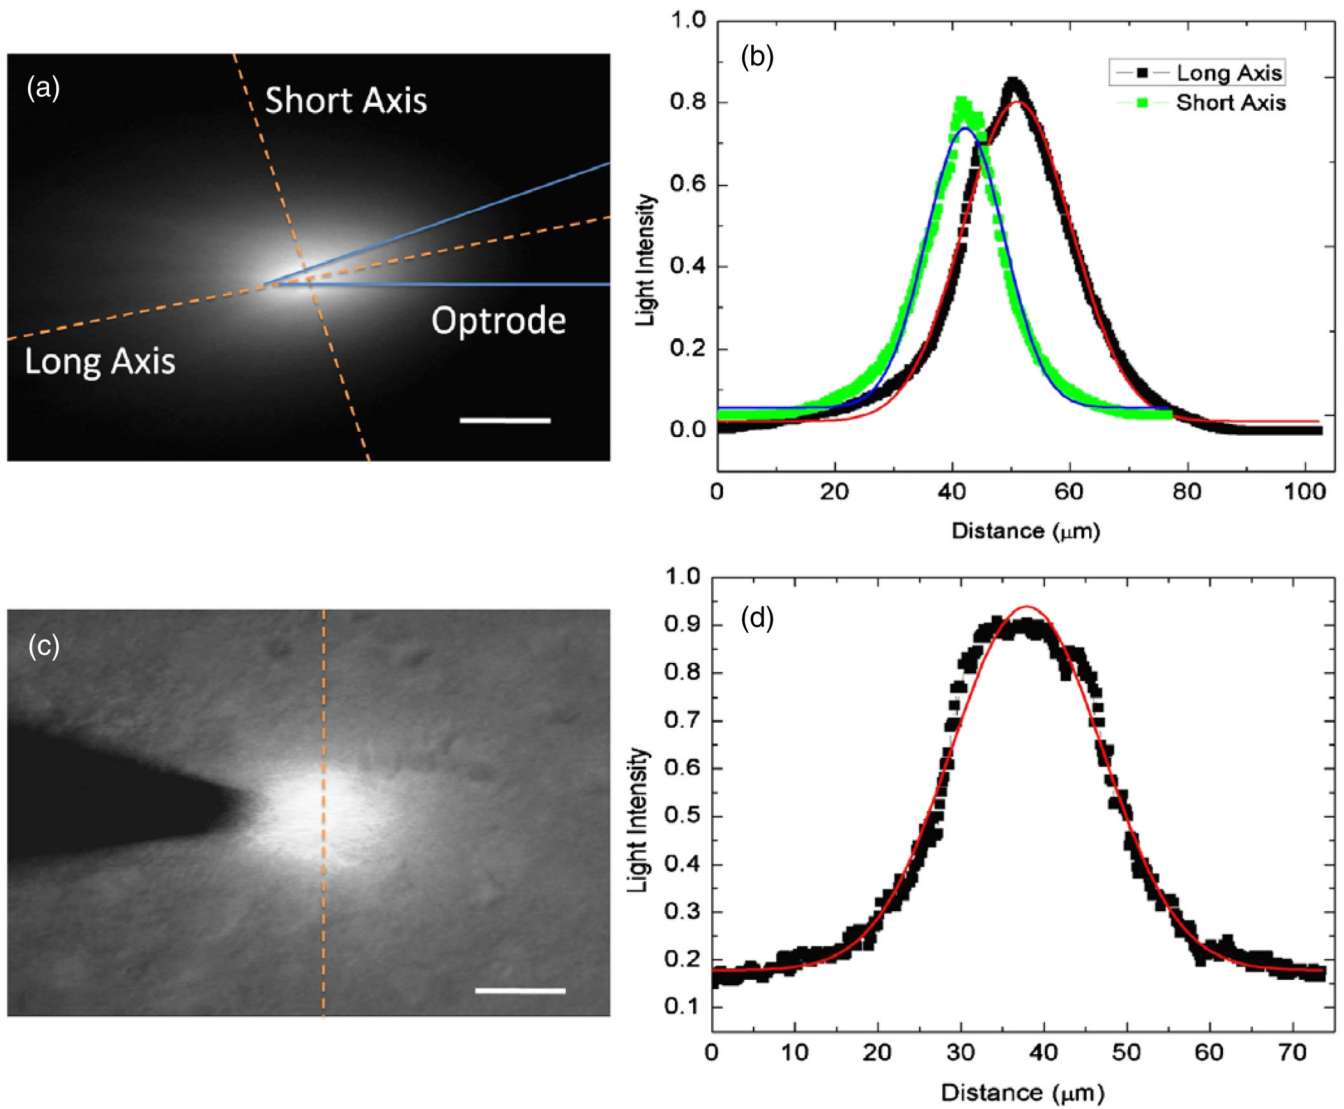 (a)
Short Axis
Optrode
Long Axis
(b)
Long Axis
Short Axis
1.0
0.8
0.6
0.4
0.2
0.0
Light Intensity
0 20 40 60 80 100
Distance (μm)
(c)
(d)
1.0
0.9
0.8
0.7
0.6
0.5
0.4
0.3
0.2
0.1
Light Intensity
0 10 20 30 40 50 60 70
Distance (μm)